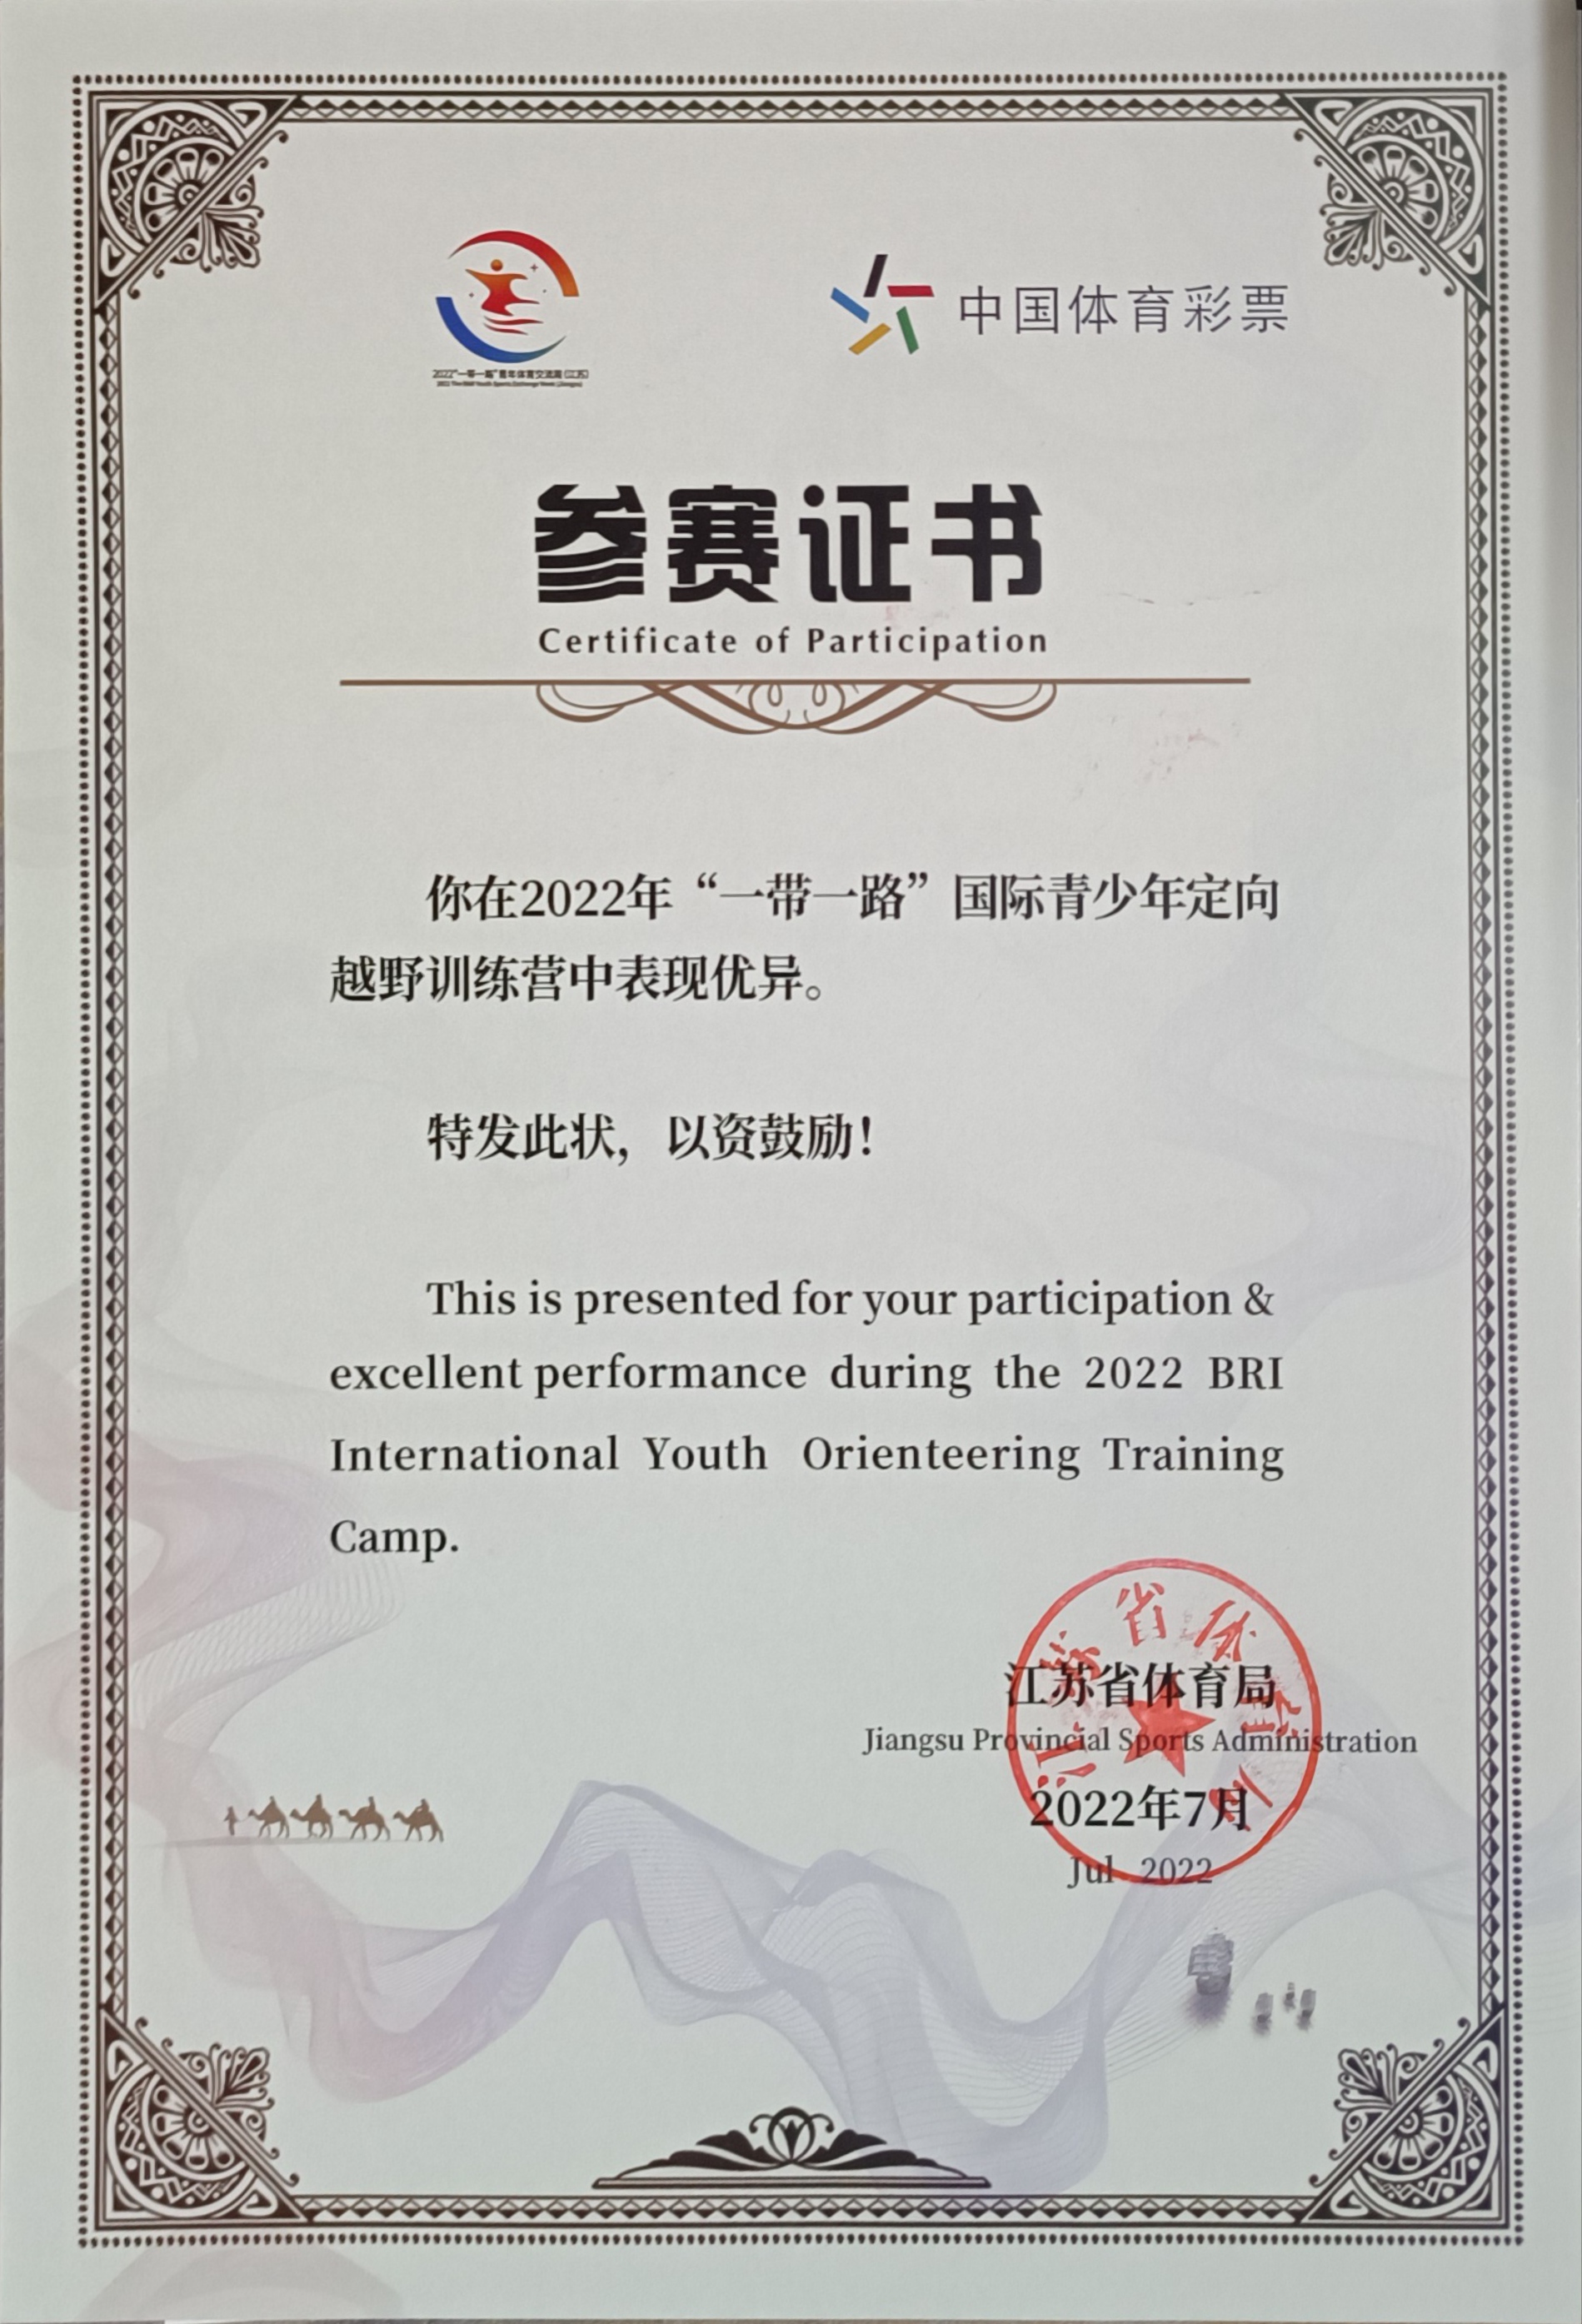 2022“一带一路”青年体育交流周（江苏）
2022 The B&R Youth Sports Exchange Week (Jiangsu)
中国体育彩票
参赛证书
Certificate of Participation
你在2022年“一带一路”国际青少年定向
越野训练营中表现优异。
特发此状，以资鼓励！
This is presented for your participation &
excellent performance during the 2022 BRI
International Youth Orienteering Training
Camp.
江苏省体育局
江苏省体育局
Jiangsu Provincial Sports Administration
2022年7月
Jul 2022